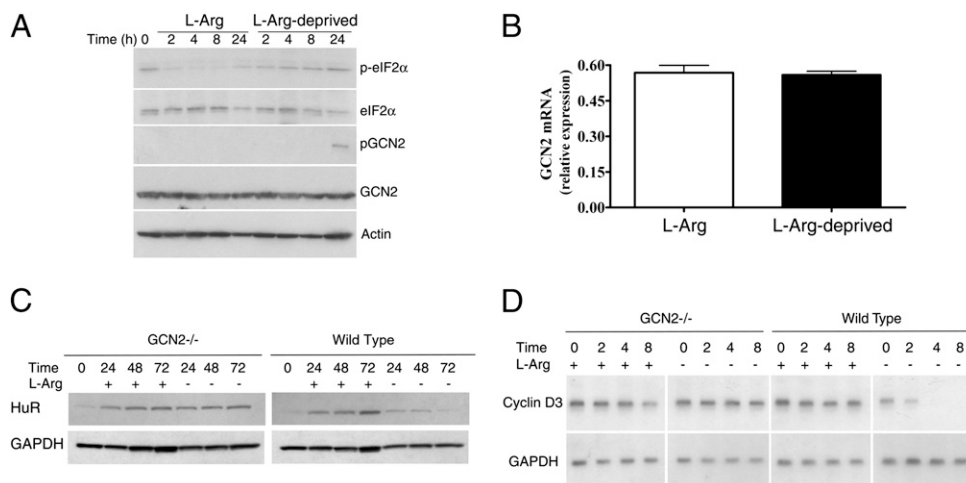 A
L-Arg L-Arg-deprived
Time (h) 0 2 4 8 24 2 4 8 24
p-eIF2α
eIF2α
pGCN2
GCN2
Actin
B
GCN2 mRNA
(relative expression)
0.60
0.45
0.30
0.15
0.00
L-Arg L-Arg-deprived
C
GCN2-/- Wild Type
Time 0 24 48 72 24 48 72 0 24 48 72 24 48 72
L-Arg + + + - - - + + + - - -
HuR
GAPDH
D
GCN2-/- Wild Type
Time 0 2 4 8 0 2 4 8 0 2 4 8 0 2 4 8
L-Arg + + + + - - - - + + + + - - - -
Cyclin D3
GAPDH